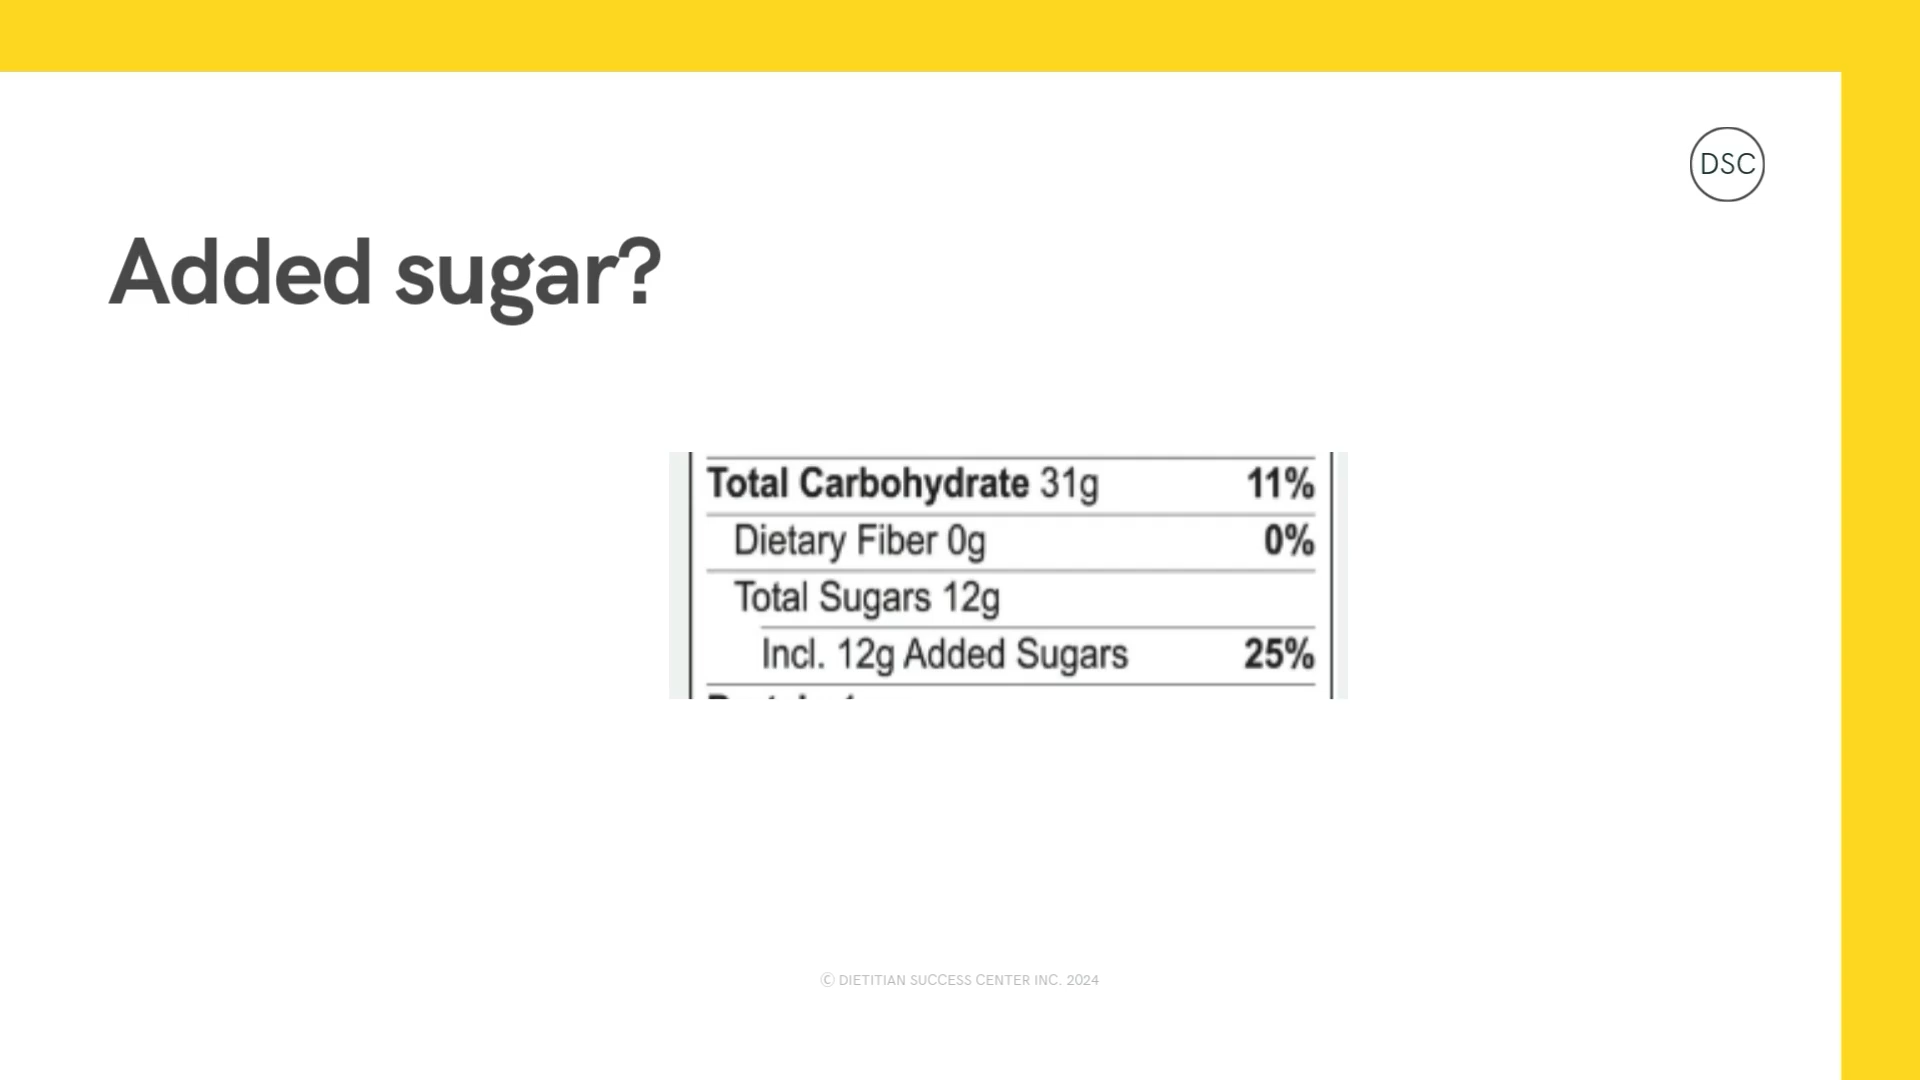 DSC
Added sugar?
Total Carbohydrate 31g 11%
Dietary Fiber 0g 0%
Total Sugars 12g
Incl. 12g Added Sugars 25%
© DIETITIAN SUCCESS CENTER INC. 2024